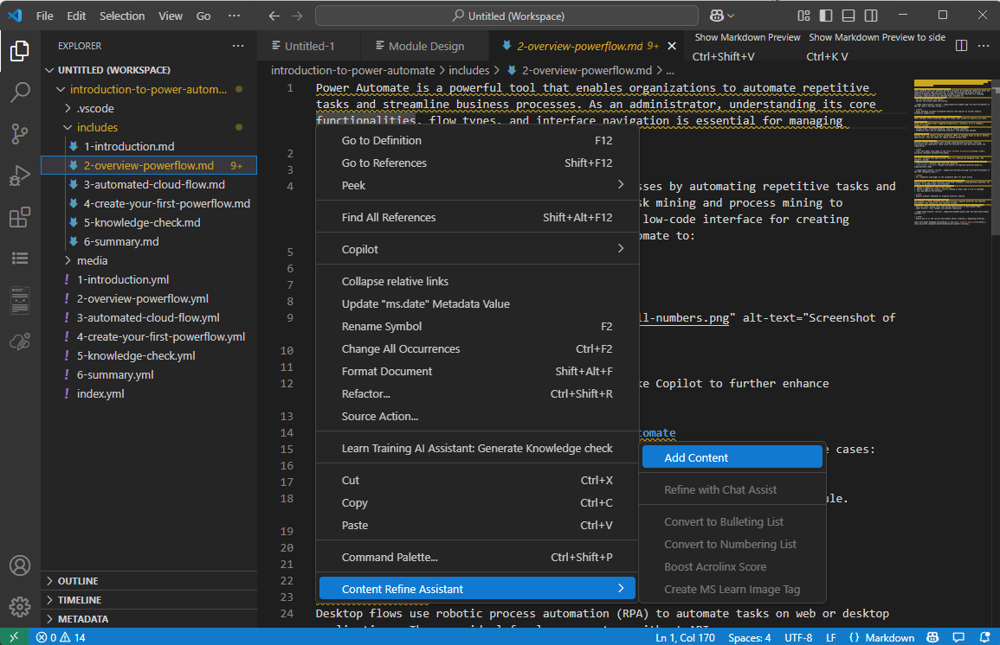 File Edit Selection View Go ··· Untitled (Workspace)
EXPLORER ···
Untitled-1 Module Design 2-overview-powerflow.md 9+
Show Markdown Preview Show Markdown Preview to side
Ctrl+Shift+V Ctrl+K V ···
introduction-to-power-automate > includes > 2-overview-powerflow.md > ...
UNTITLED (WORKSPACE)
introduction-to-power-autom...
.vscode
includes
1-introduction.md
2-overview-powerflow.md 9+
3-automated-cloud-flow.md
4-create-your-first-powerflow.md
5-knowledge-check.md
6-summary.md
media
! 1-introduction.yml
! 2-overview-powerflow.yml
! 3-automated-cloud-flow.yml
! 4-create-your-first-powerflow.yml
! 5-knowledge-check.yml
! 6-summary.yml
! index.yml
OUTLINE
TIMELINE
METADATA
1 Power Automate is a powerful tool that enables organizations to automate repetitive
tasks and streamline business processes. As an administrator, understanding its core
functionalities, flow types, and interface navigation is essential for managing
2
3
4 sses by automating repetitive tasks and
sk mining and process mining to
low-code interface for creating
omate to:
5
6
7
8
9 ll-numbers.png" alt-text="Screenshot of
10
11
12 ke Copilot to further enhance
13
14 tomate
15 e cases:
16
17
18 ule.
19
20
21
22
23
24 Desktop flows use robotic process automation (RPA) to automate tasks on web or desktop
Go to Definition F12
Go to References Shift+F12
Peek >
Find All References Shift+Alt+F12
Copilot >
Collapse relative links
Update "ms.date" Metadata Value
Rename Symbol F2
Change All Occurrences Ctrl+F2
Format Document Shift+Alt+F
Refactor... Ctrl+Shift+R
Source Action...
Learn Training AI Assistant: Generate Knowledge check
Cut Ctrl+X
Copy Ctrl+C
Paste Ctrl+V
Command Palette... Ctrl+Shift+P
Content Refine Assistant >
Add Content
Refine with Chat Assist
Convert to Bulleting List
Convert to Numbering List
Boost Acrolinx Score
Create MS Learn Image Tag
0 14 Ln 1, Col 170 Spaces: 4 UTF-8 LF {} Markdown